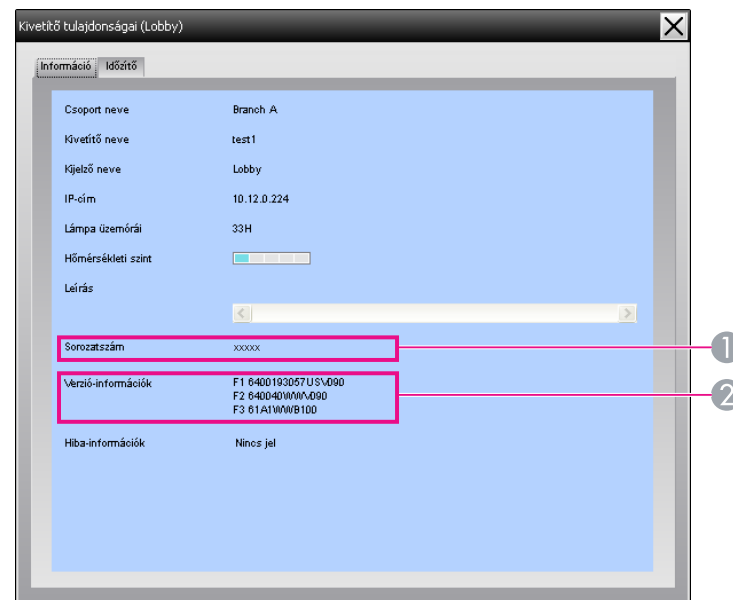 Kivetítő tulajdonságai (Lobby)
Információ Időzítő
Csoport neve Branch A
Kivetítő neve test1
Kijelző neve Lobby
IP-cím 10.12.0.224
Lámpa üzemórái 33H
Hőmérsékleti szint
Leírás
Sorozatszám xxxxx
1
Verzió-információk F1 6400193057USV090
F2 640040WWV090
2
F3 61A1WWB100
Hiba-információk Nincs jel